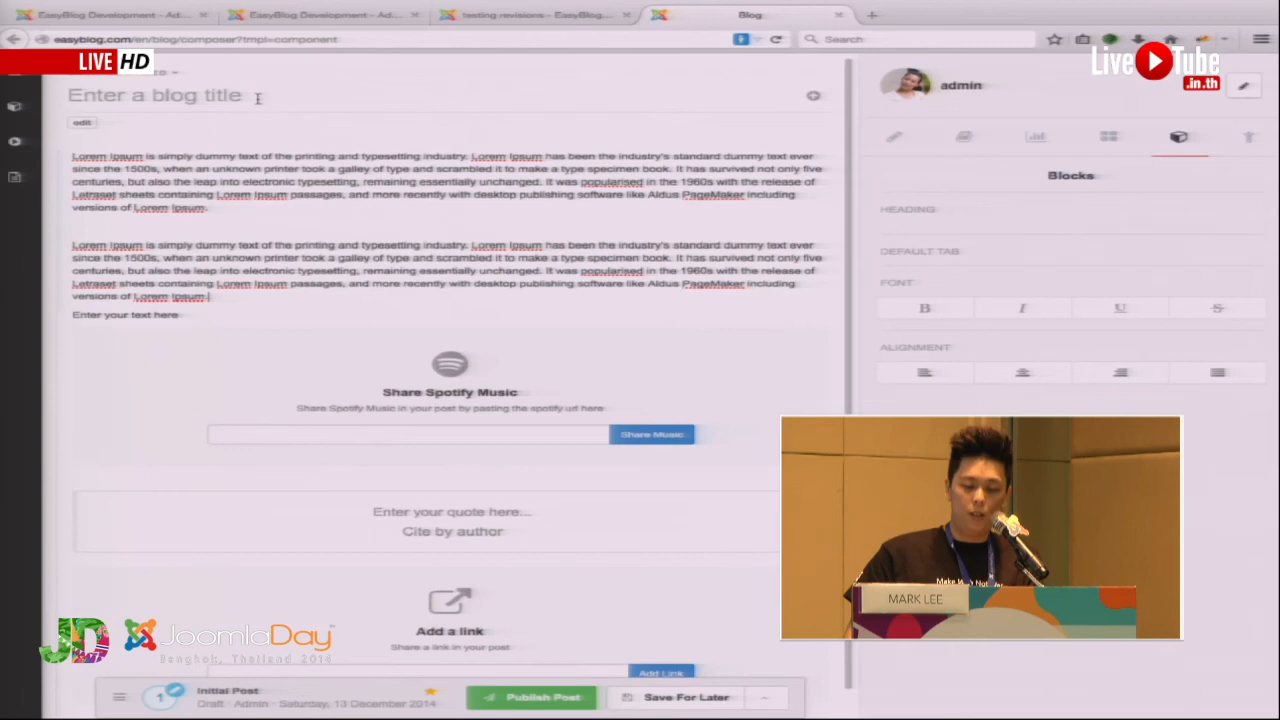 EasyBlog Development - Ad...
EasyBlog Development - Ad...
testing revisions - EasyBlog...
Blog
easyblog.com/en/blog/composer?tmpl=component
Search
LIVE HD
Live Tube
.in.th
Enter a blog title
admin
edit
Lorem Ipsum is simply dummy text of the printing and typesetting industry. Lorem Ipsum has been the industry's standard dummy text ever
since the 1500s, when an unknown printer took a galley of type and scrambled it to make a type specimen book. It has survived not only five
centuries, but also the leap into electronic typesetting, remaining essentially unchanged. It was popularised in the 1960s with the release of
Letraset sheets containing Lorem Ipsum passages, and more recently with desktop publishing software like Aldus PageMaker including
versions of Lorem Ipsum.
Lorem Ipsum is simply dummy text of the printing and typesetting industry. Lorem Ipsum has been the industry's standard dummy text ever
since the 1500s, when an unknown printer took a galley of type and scrambled it to make a type specimen book. It has survived not only five
centuries, but also the leap into electronic typesetting, remaining essentially unchanged. It was popularised in the 1960s with the release of
Letraset sheets containing Lorem Ipsum passages, and more recently with desktop publishing software like Aldus PageMaker including
versions of Lorem Ipsum.
Enter your text here
Blocks
HEADING
DEFAULT TAB
FONT
B I U S
ALIGNMENT
Share Spotify Music
Share Spotify Music in your post by pasting the spotify url here
Share Music
Enter your quote here...
Cite by author
Add a link
Share a link in your post
Add Link
MARK LEE
JD JoomlaDay™
Bangkok, Thailand 2014
1
Initial Post
Draft · Admin · Saturday, 13 December 2014
Publish Post
Save For Later